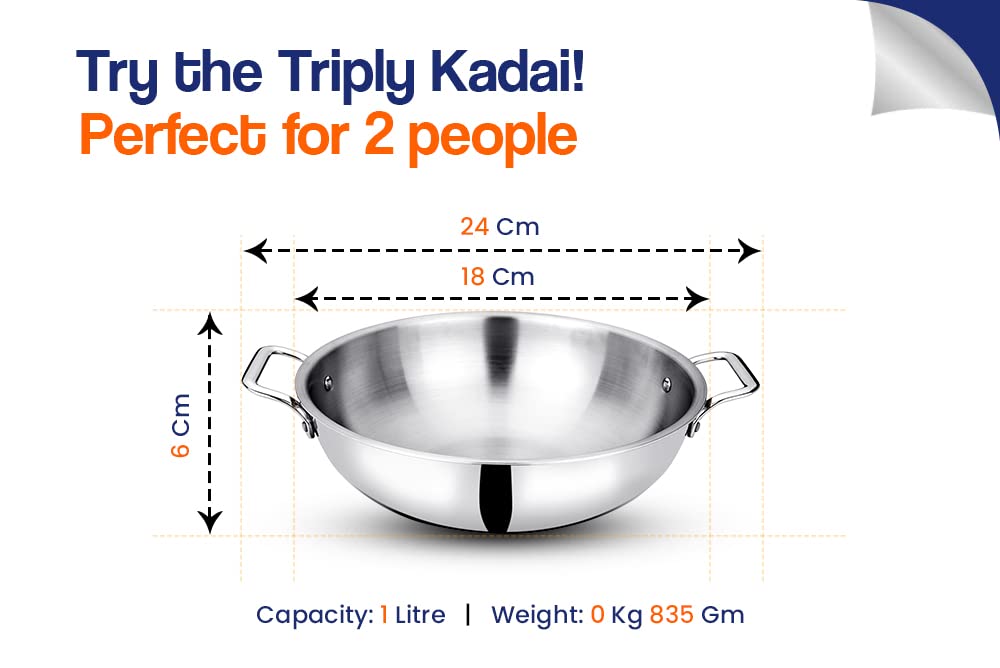 Try the Triply Kadai!
Perfect for 2 people
24 Cm
18 Cm
6 Cm
Capacity: 1 Litre | Weight: 0 Kg 835 Gm